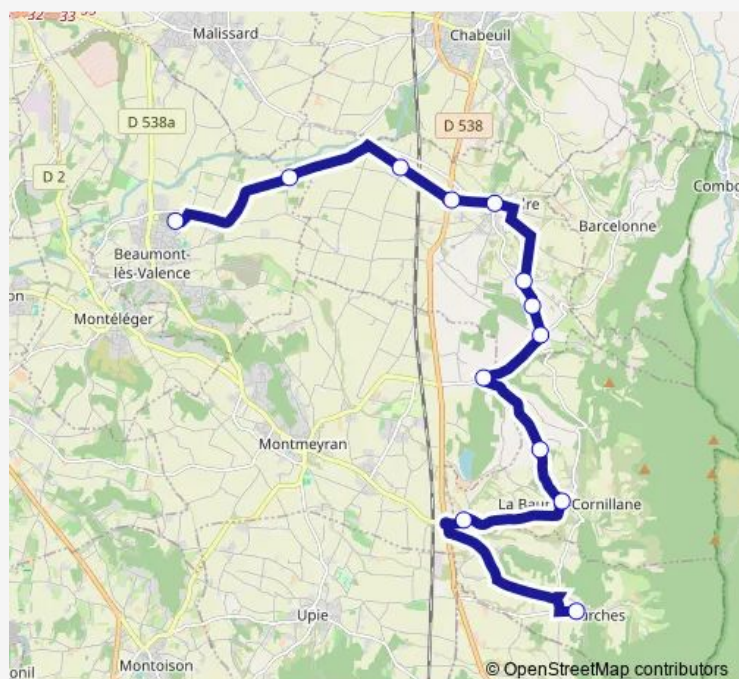 32
33
33
Malissard
Chabeuil
D 538a
D 538
D 2
Combo
Barcelonne
Beaumont-
lès-Valence
Montéléger
Montmeyran
Cornillane
Upie
Montoison
© OpenStreetMap contributors